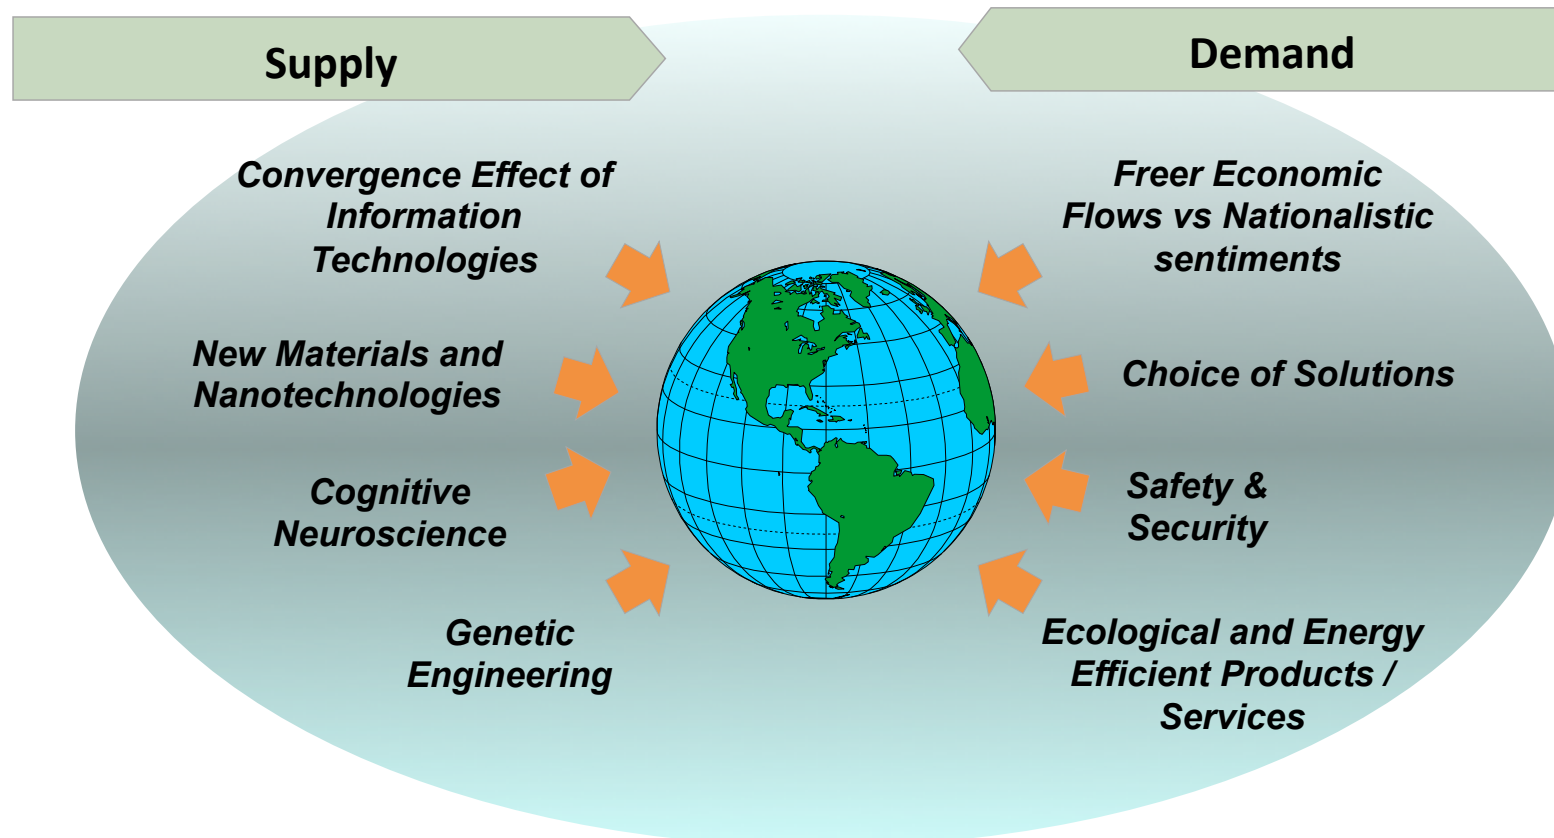 Supply
Demand
Convergence Effect of
Information
Technologies
New Materials and
Nanotechnologies
Cognitive
Neuroscience
Genetic
Engineering
Freer Economic
Flows vs Nationalistic
sentiments
Choice of Solutions
Safety &
Security
Ecological and Energy
Efficient Products /
Services